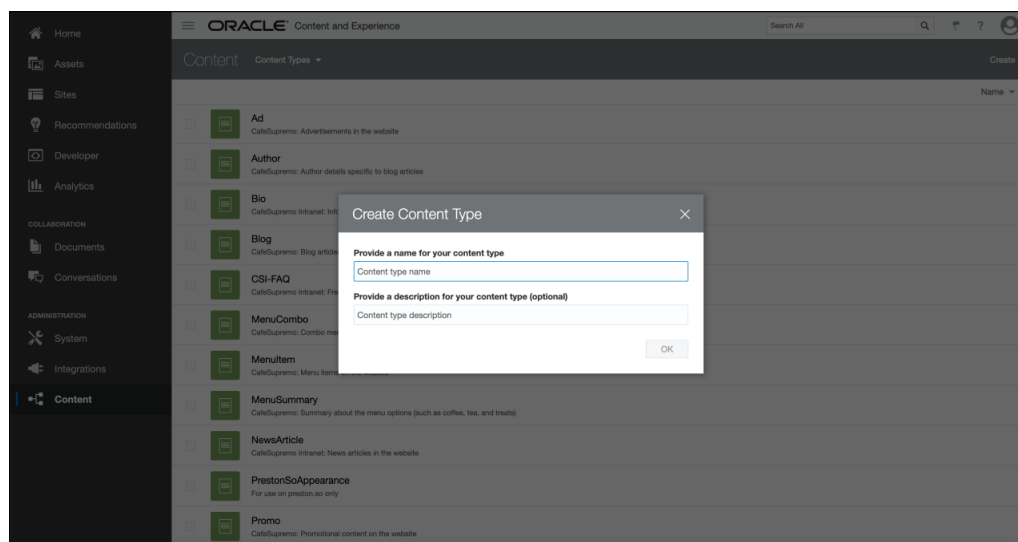 Home
Assets
Sites
Recommendations
Developer
Analytics
COLLABORATION
Documents
Conversations
ADMINISTRATION
System
Integrations
Content
ORACLE® Content and Experience
Search All
?
Content Content Types
Create
Name
Ad
CafeSupremo: Advertisements in the website
Author
CafeSupremo: Author details specific to blog articles
Bio
CafeSupremo Intranet:
Blog
CafeSupremo: Blog
CSI-FAQ
CafeSupremo Intranet:
MenuCombo
CafeSupremo: Combo
MenuItem
CafeSupremo: Menu items
MenuSummary
CafeSupremo: Summary about the menu options (such as coffee, tea, and treats)
NewsArticle
CafeSupremo Intranet: News articles in the website
PrestonSoAppearance
For use on preston.so only
Promo
CafeSupremo: Promotional content on the website
Create Content Type
Provide a name for your content type
Content type name
Provide a description for your content type (optional)
Content type description
OK